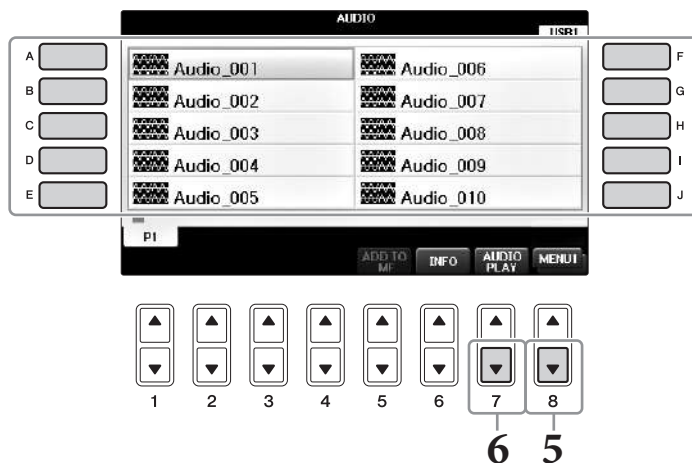 AUDIO
USB1
A
F
Audio_001
Audio_006
B
G
Audio_002
Audio_007
C
H
Audio_003
Audio_008
D
I
Audio_004
Audio_009
E
J
Audio_005
Audio_010
P1
ADD TO MF
INFO
AUDIO PLAY
MENU1
1 2 3 4 5 6 7 8
6 5